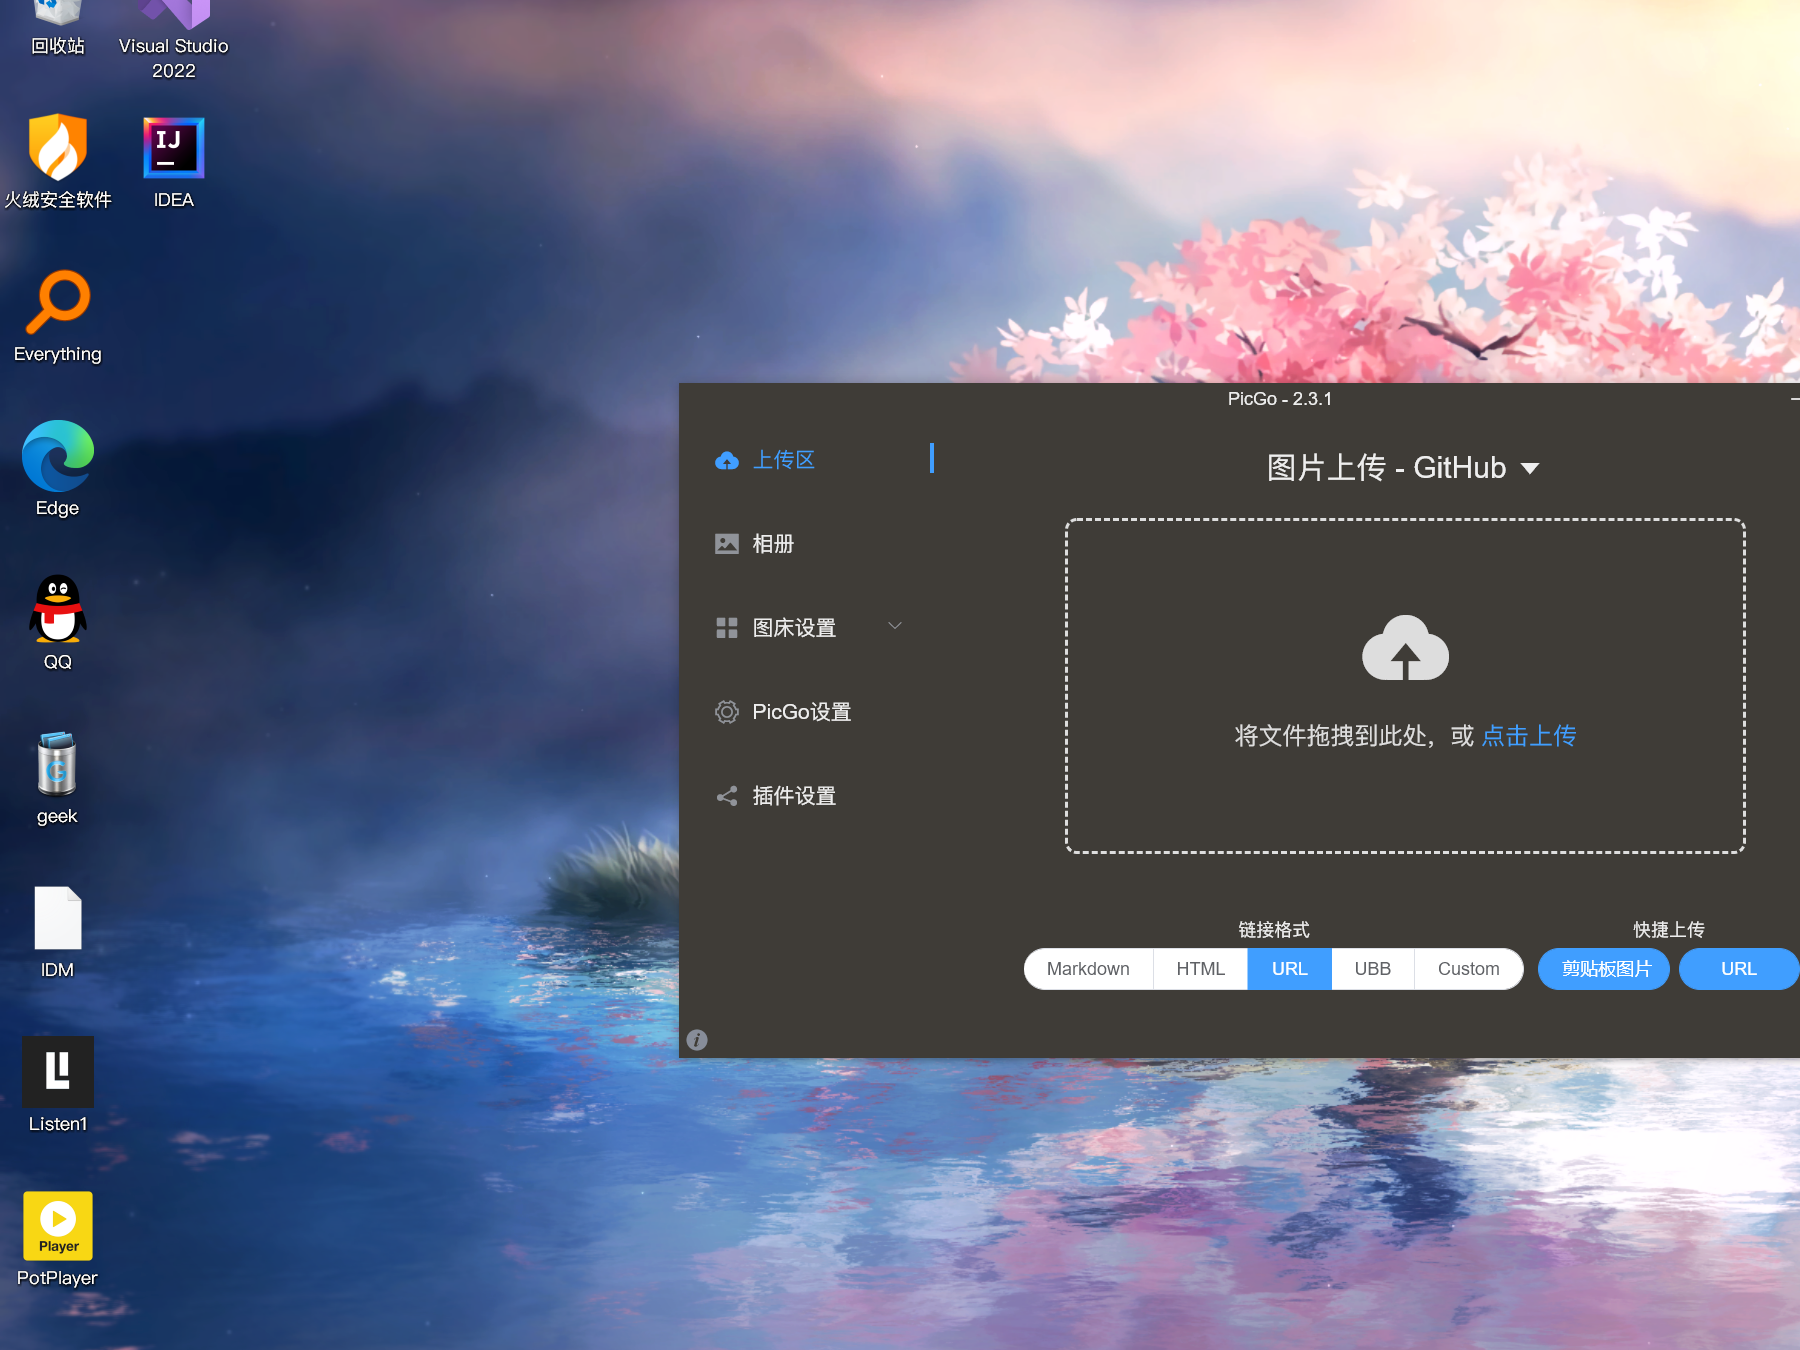 回收站
Visual Studio
2022
火绒安全软件
IJ
IDEA
Everything
Edge
QQ
G
geek
IDM
Listen1
Player
PotPlayer
PicGo - 2.3.1
上传区
相册
图床设置
PicGo设置
插件设置
图片上传 - GitHub
将文件拖拽到此处，或 点击上传
链接格式
Markdown
HTML
URL
UBB
Custom
快捷上传
剪贴板图片
URL
i